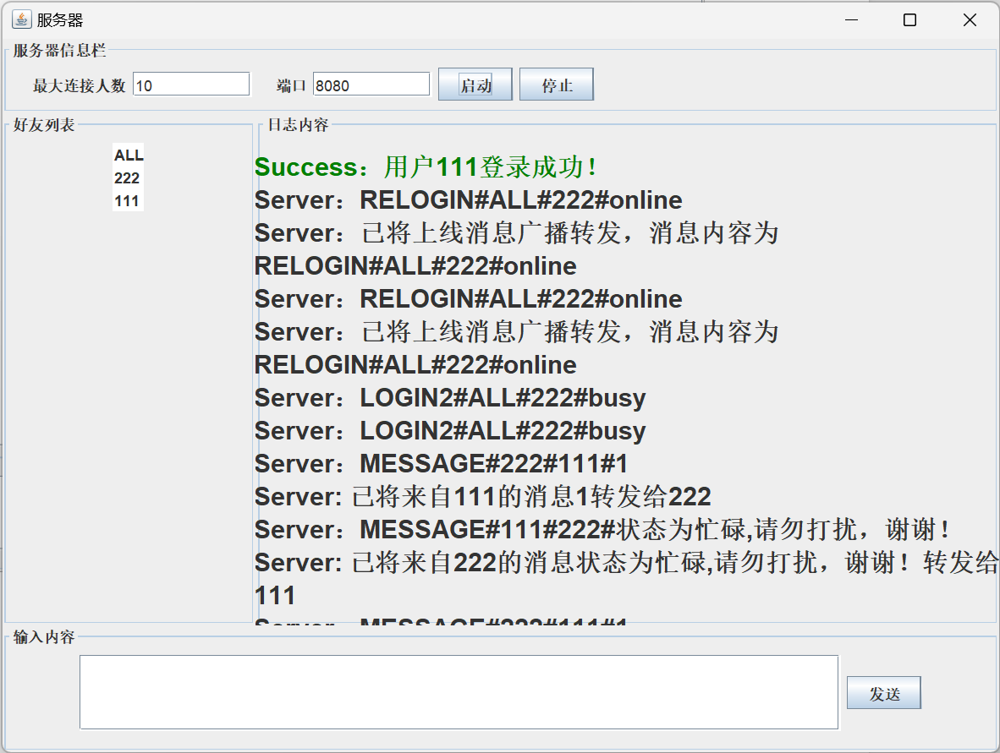 服务器
服务器信息栏
最大连接人数 10 端口 8080 启动 停止
好友列表
ALL
222
111
日志内容
Success：用户111登录成功！
Server：RELOGIN#ALL#222#online
Server：已将上线消息广播转发，消息内容为
RELOGIN#ALL#222#online
Server：RELOGIN#ALL#222#online
Server：已将上线消息广播转发，消息内容为
RELOGIN#ALL#222#online
Server：LOGIN2#ALL#222#busy
Server：LOGIN2#ALL#222#busy
Server：MESSAGE#222#111#1
Server: 已将来自111的消息1转发给222
Server：MESSAGE#111#222#状态为忙碌,请勿打扰，谢谢！
Server: 已将来自222的消息状态为忙碌,请勿打扰，谢谢！转发给
111
Server：MESSAGE#222#111#1
输入内容
发送